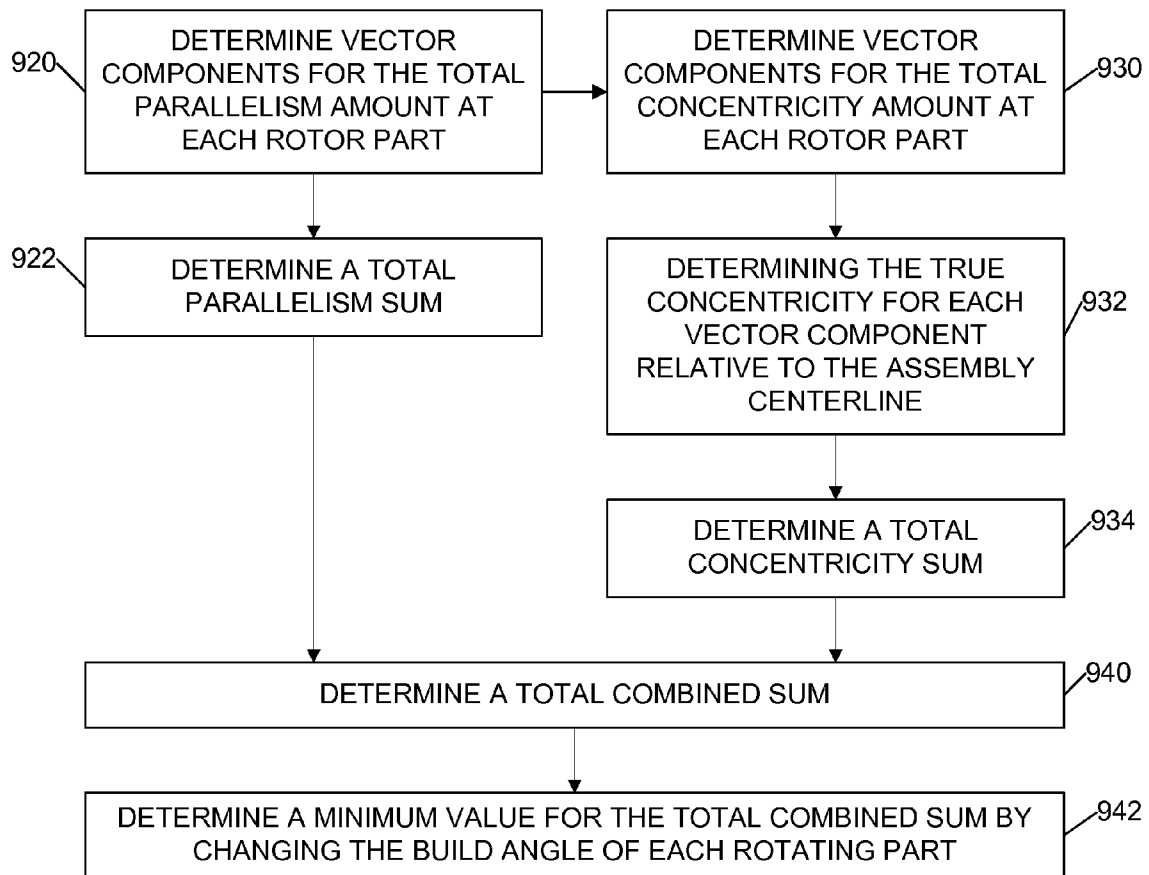 920
DETERMINE VECTOR
COMPONENTS FOR THE TOTAL
PARALLELISM AMOUNT AT
EACH ROTOR PART
DETERMINE VECTOR
COMPONENTS FOR THE TOTAL
CONCENTRICITY AMOUNT AT
EACH ROTOR PART
930
922
DETERMINE A TOTAL
PARALLELISM SUM
DETERMINING THE TRUE
CONCENTRICITY FOR EACH
VECTOR COMPONENT
RELATIVE TO THE ASSEMBLY
CENTERLINE
932
DETERMINE A TOTAL
CONCENTRICITY SUM
934
DETERMINE A TOTAL COMBINED SUM
940
DETERMINE A MINIMUM VALUE FOR THE TOTAL COMBINED SUM BY
CHANGING THE BUILD ANGLE OF EACH ROTATING PART
942